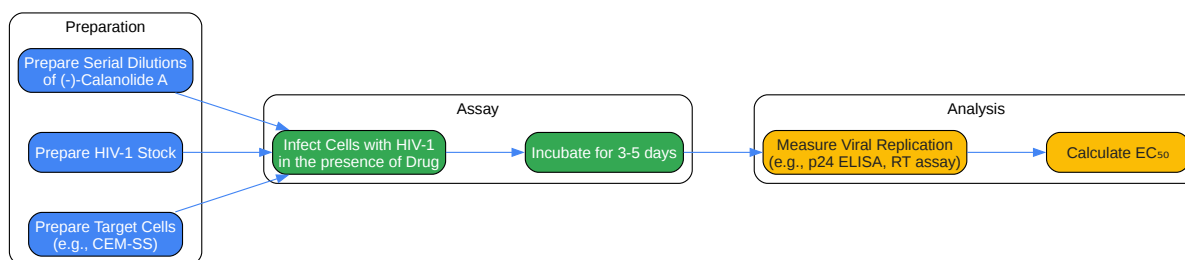 Preparation
Prepare Serial Dilutions
of (-)-Calanolide A
Prepare HIV-1 Stock
Prepare Target Cells
(e.g., CEM-SS)
Assay
Infect Cells with HIV-1
in the presence of Drug
Incubate for 3-5 days
Analysis
Measure Viral Replication
(e.g., p24 ELISA, RT assay)
Calculate EC₅₀